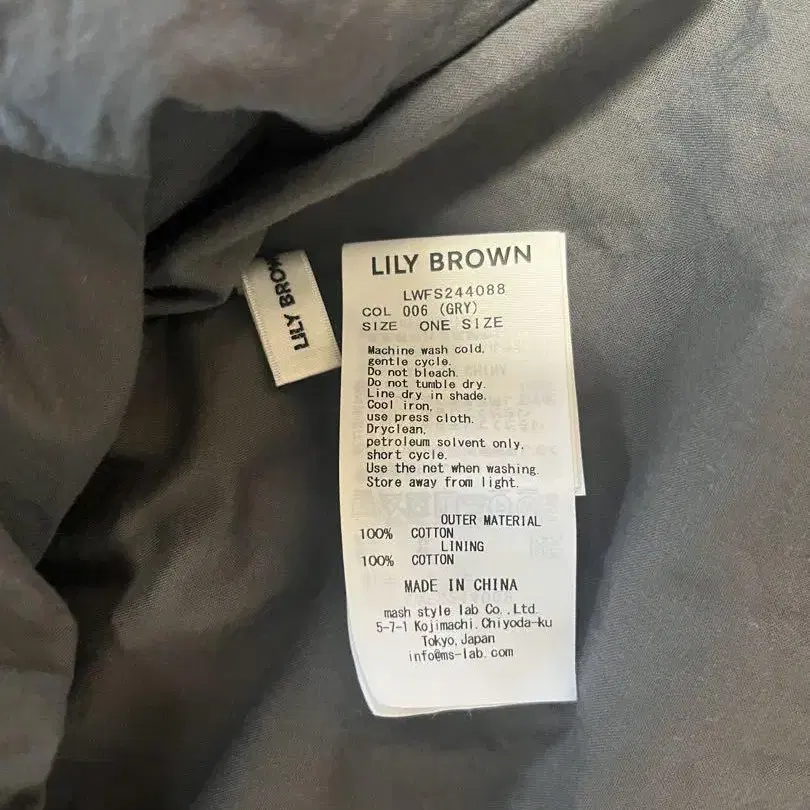 LILY BROWN
LILY BROWN
LWFS244088
COL 006 (GRY)
SIZE ONE SIZE
Machine wash cold,
gentle cycle.
Do not bleach.
Do not tumble dry.
Line dry in shade.
Cool iron,
use press cloth.
Dryclean,
petroleum solvent only,
short cycle.
Use the net when washing.
Store away from light.
OUTER MATERIAL
100% COTTON
LINING
100% COTTON
MADE IN CHINA
mash style lab Co.,Ltd.
5-7-1 Kojimachi.Chiyoda-ku
Tokyo,Japan
info@ms-lab.com